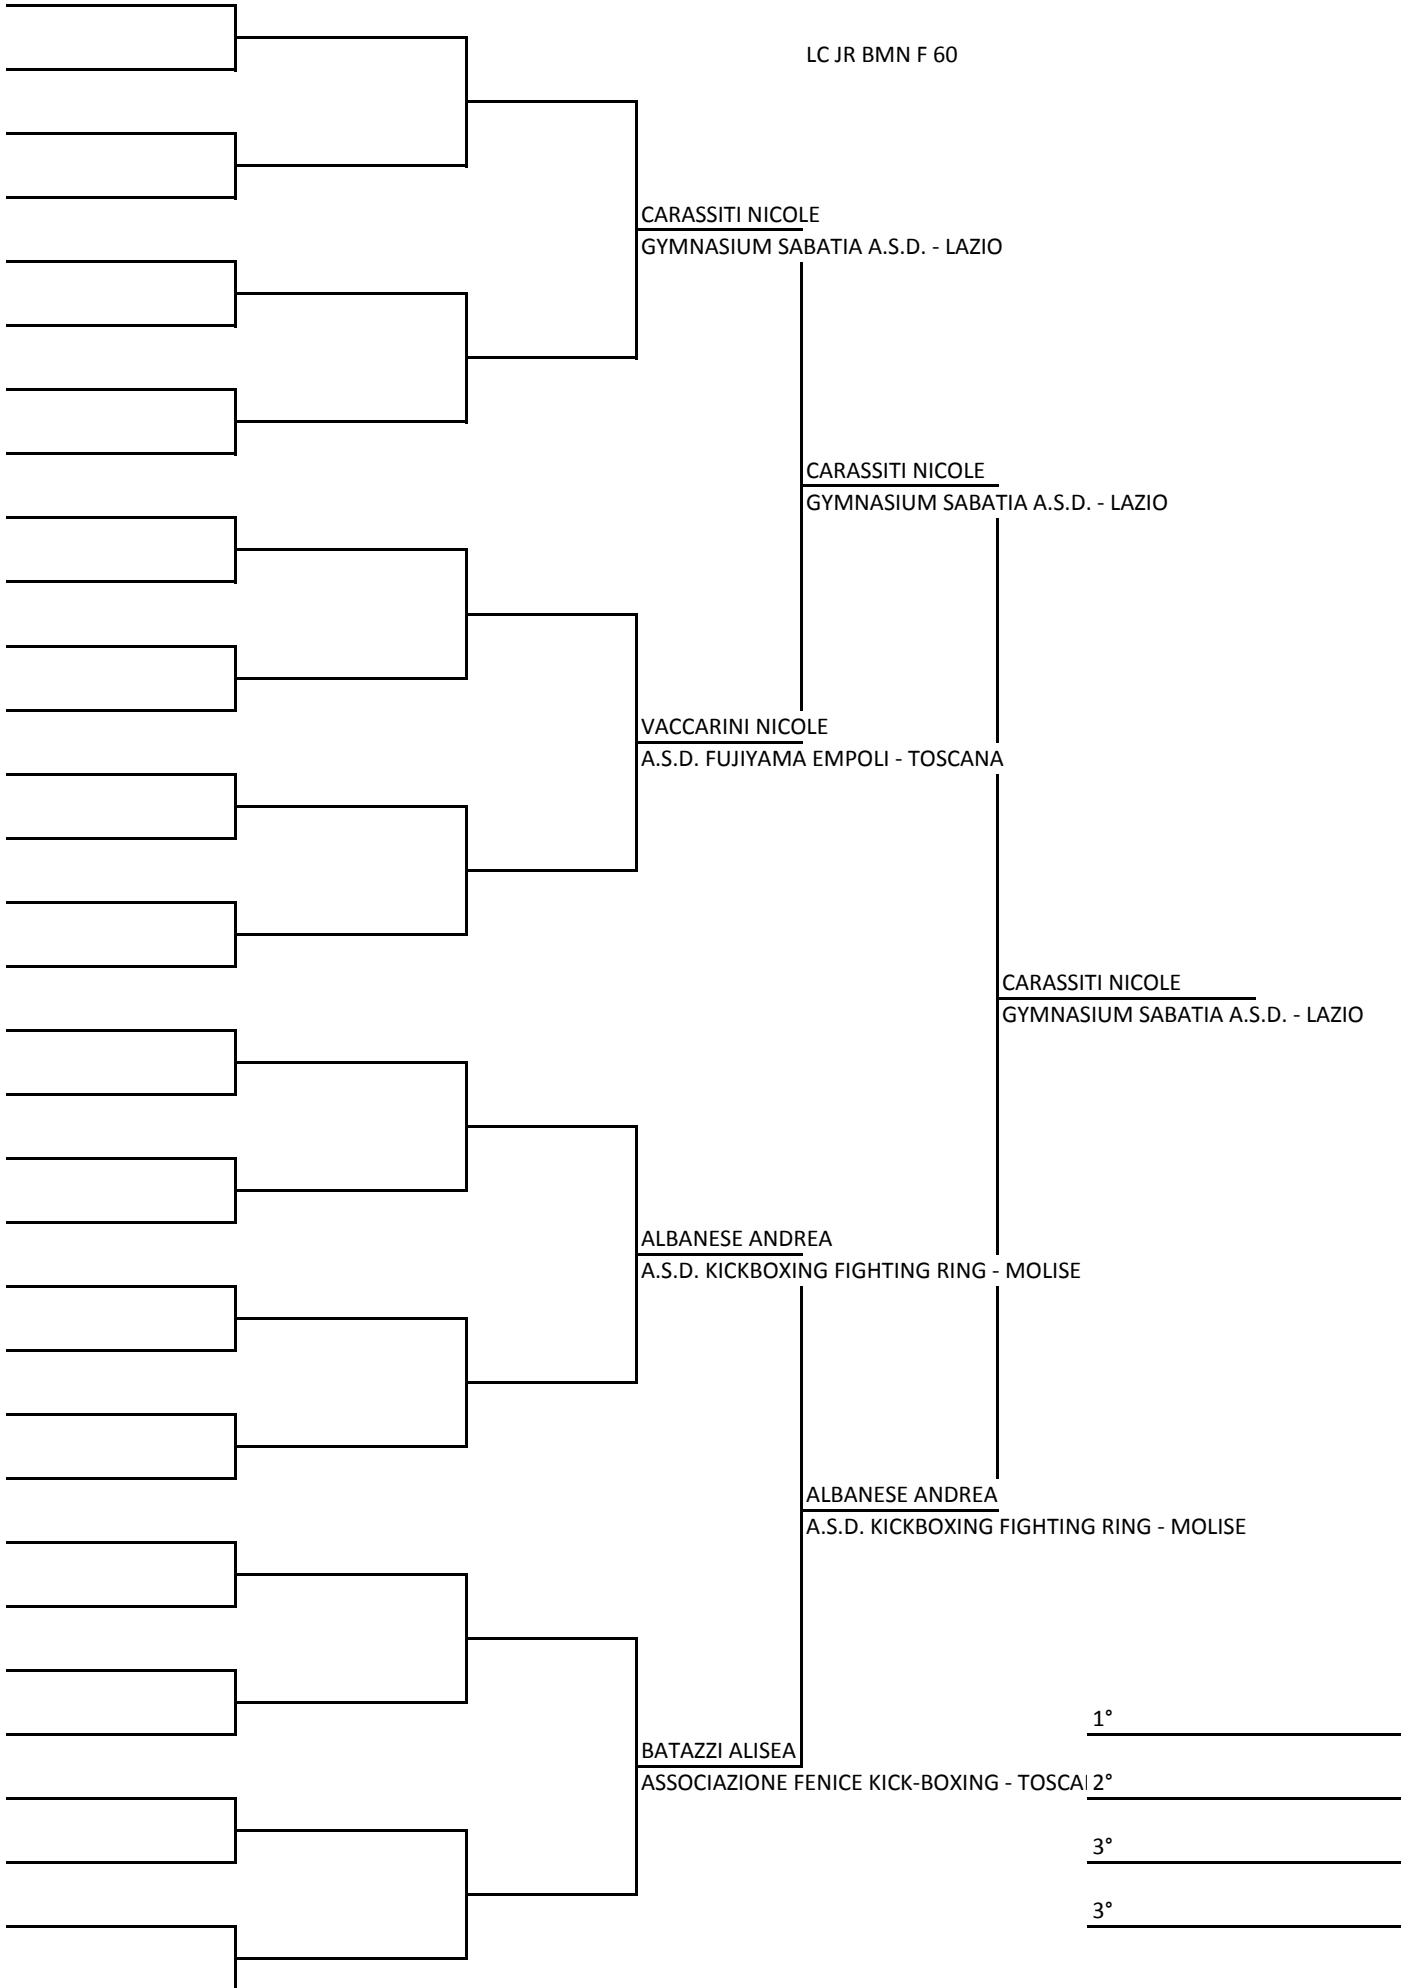 LC JR BMN F 60
CARASSITI NICOLE
GYMNASIUM SABATIA A.S.D. - LAZIO
CARASSITI NICOLE
GYMNASIUM SABATIA A.S.D. - LAZIO
VACCARINI NICOLE
A.S.D. FUJIYAMA EMPOLI - TOSCANA
CARASSITI NICOLE
GYMNASIUM SABATIA A.S.D. - LAZIO
ALBANESE ANDREA
A.S.D. KICKBOXING FIGHTING RING - MOLISE
ALBANESE ANDREA
A.S.D. KICKBOXING FIGHTING RING - MOLISE
1°
BATAZZI ALISEA
ASSOCIAZIONE FENICE KICK-BOXING - TOSCA
2°
3°
3°